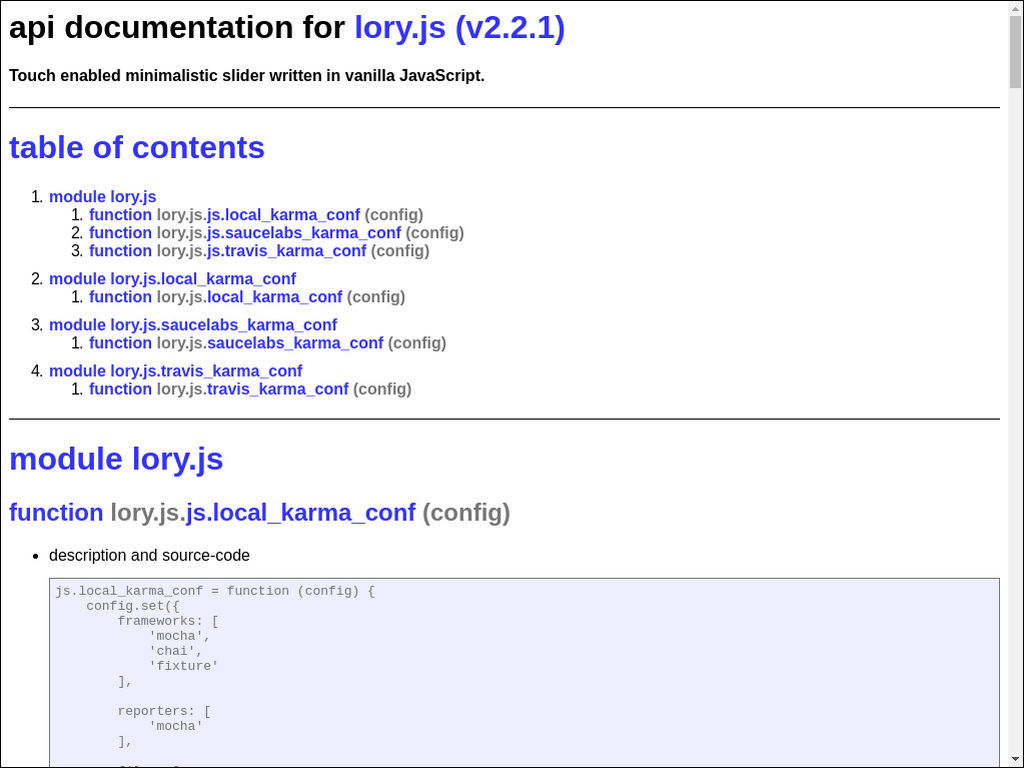 api documentation for lory.js (v2.2.1)
Touch enabled minimalistic slider written in vanilla JavaScript.
table of contents
1. module lory.js
1. function lory.js.js.local_karma_conf (config)
2. function lory.js.js.saucelabs_karma_conf (config)
3. function lory.js.js.travis_karma_conf (config)
2. module lory.js.local_karma_conf
1. function lory.js.local_karma_conf (config)
3. module lory.js.saucelabs_karma_conf
1. function lory.js.saucelabs_karma_conf (config)
4. module lory.js.travis_karma_conf
1. function lory.js.travis_karma_conf (config)
module lory.js
function lory.js.js.local_karma_conf (config)
• description and source-code
js.local_karma_conf = function (config) {
    config.set({
        frameworks: [
            'mocha',
            'chai',
            'fixture'
        ],

        reporters: [
            'mocha'
        ],